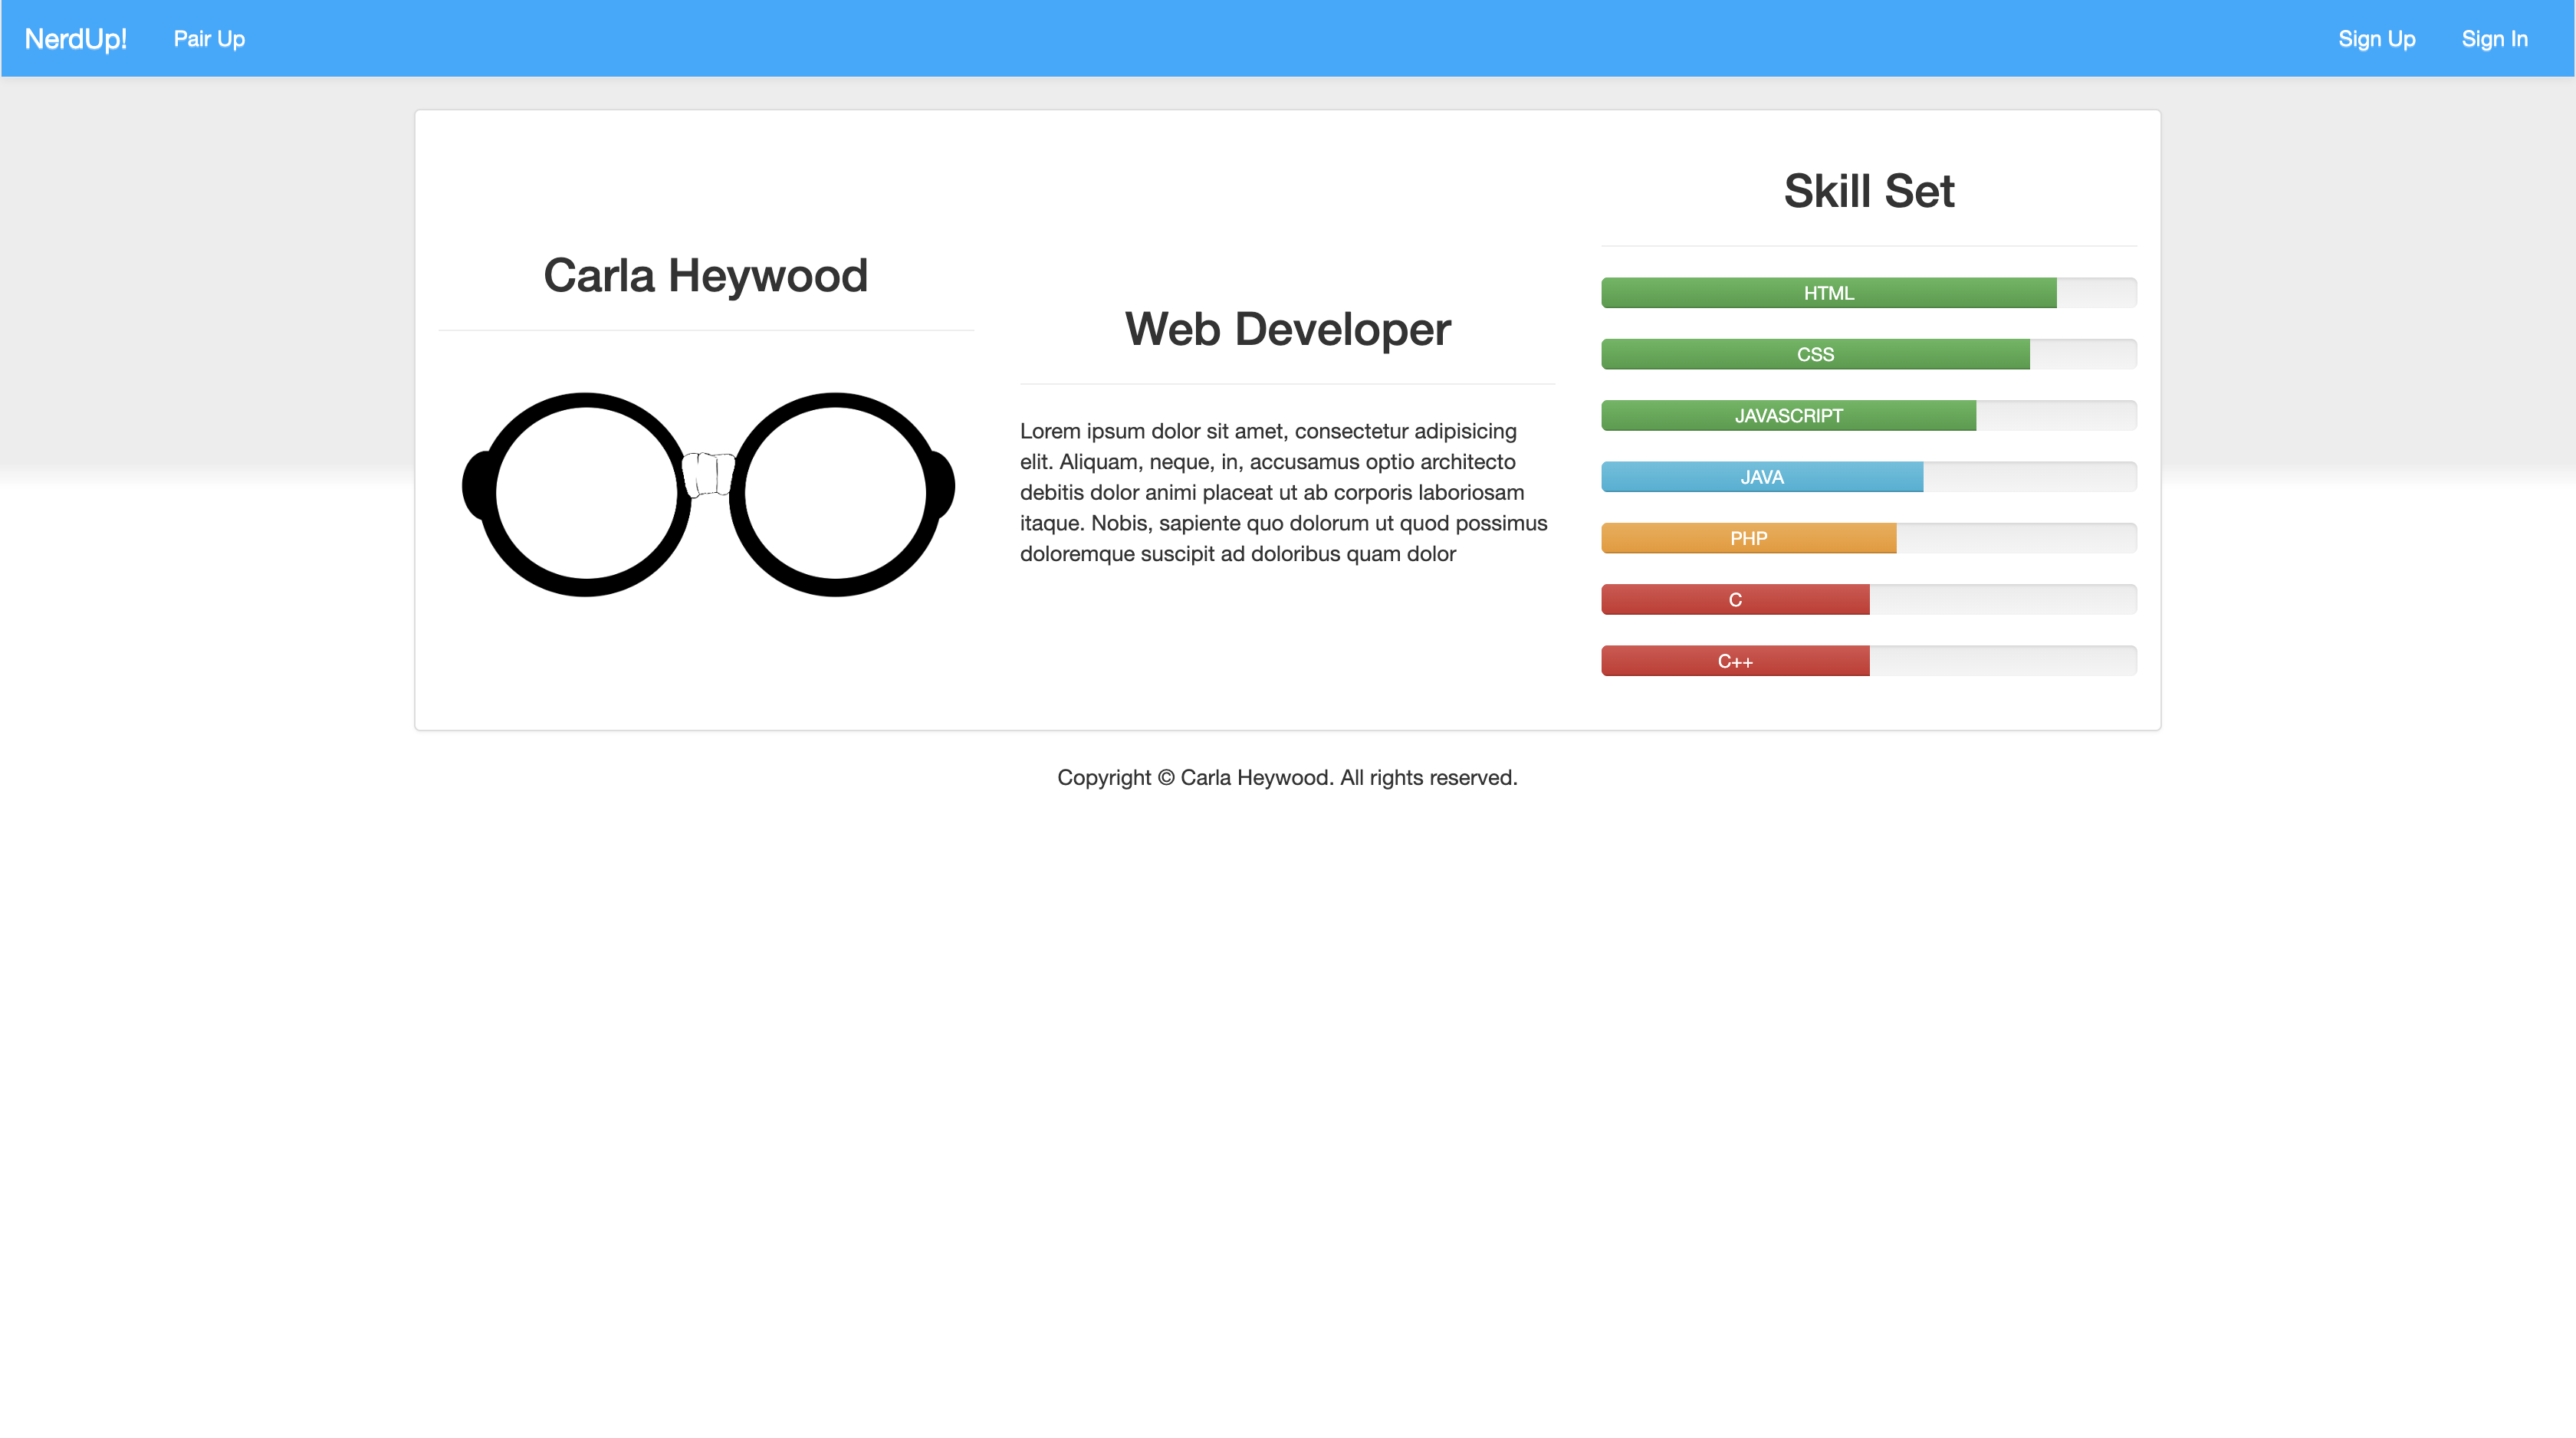 NerdUp!
Pair Up
Sign Up
Sign In
Carla Heywood
Web Developer
Lorem ipsum dolor sit amet, consectetur adipisicing
elit. Aliquam, neque, in, accusamus optio architecto
debitis dolor animi placeat ut ab corporis laboriosam
itaque. Nobis, sapiente quo dolorum ut quod possimus
doloremque suscipit ad doloribus quam dolor
Skill Set
HTML
CSS
JAVASCRIPT
JAVA
PHP
C
C++
Copyright © Carla Heywood. All rights reserved.